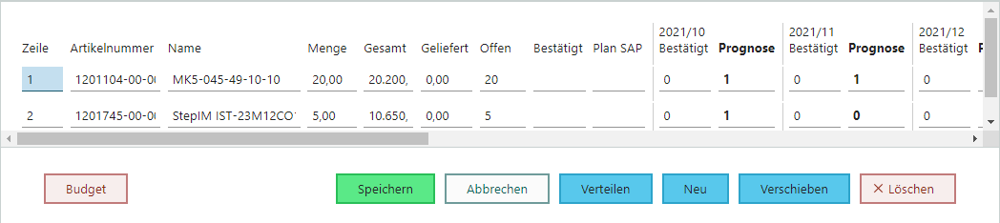 2021/10 2021/11 2021/12
Zeile Artikelnummer Name Menge Gesamt Geliefert Offen Bestätigt Plan SAP Bestätigt Prognose Bestätigt Prognose Bestätigt
1 1201104-00-0 MK5-045-49-10-10 20,00 20.200, 0,00 20 0 1 0 1 0
2 1201745-00-0 StepIM IST-23M12CO 5,00 10.650, 0,00 5 0 1 0 0 0
Budget Speichern Abbrechen Verteilen Neu Verschieben Löschen